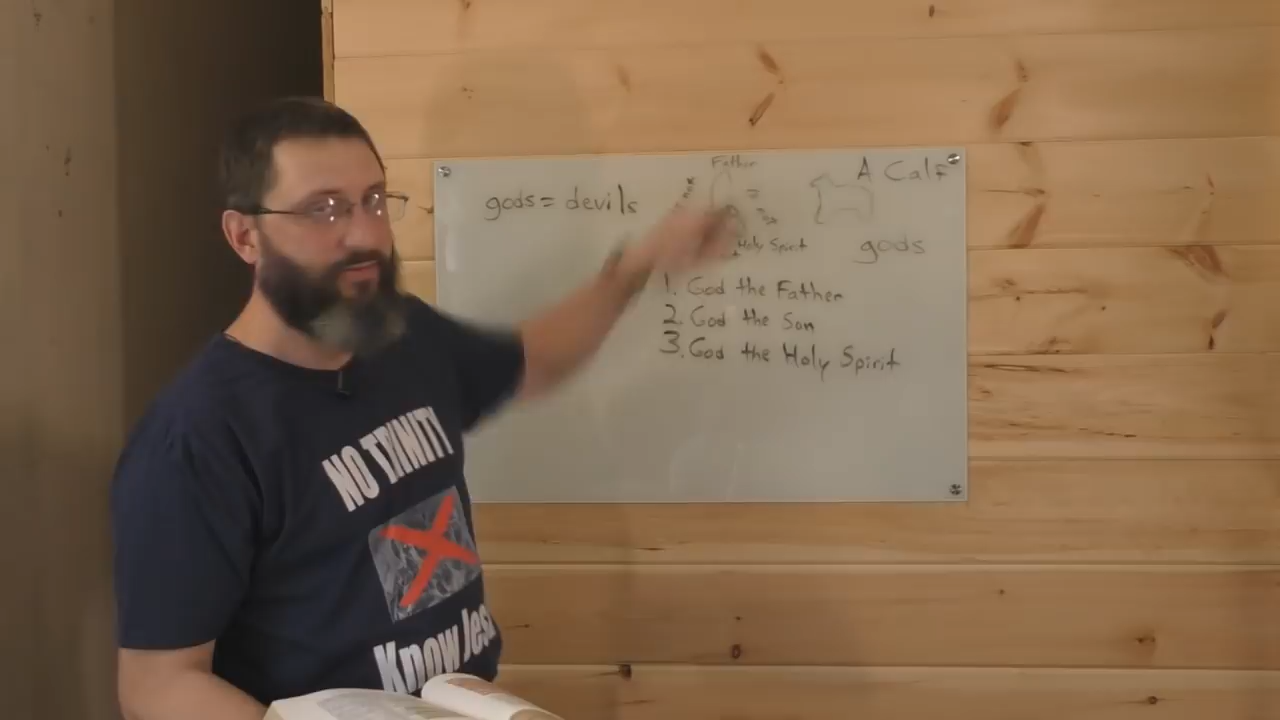 Father
A Calf
gods = devils
Holy Spirit
gods
1. God the Father
2. God the Son
3. God the Holy Spirit
NO TRINITY
Know